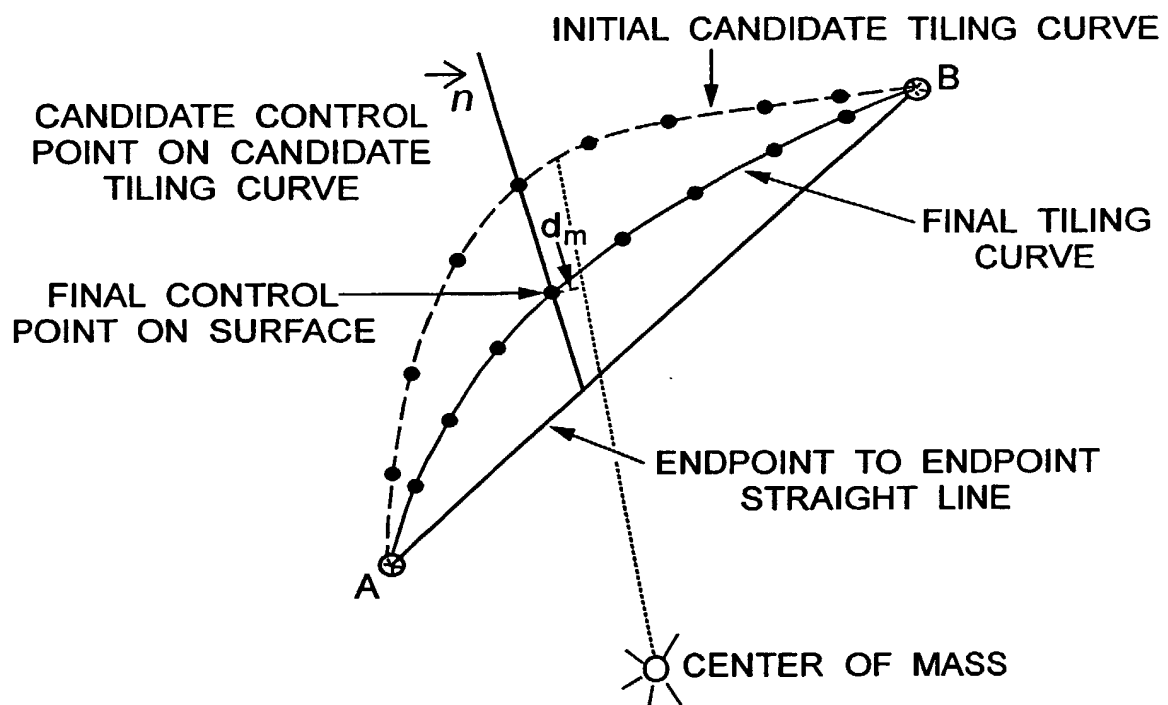 INITIAL CANDIDATE TILING CURVE
B
n
CANDIDATE CONTROL
POINT ON CANDIDATE
TILING CURVE
dm
FINAL TILING
CURVE
FINAL CONTROL
POINT ON SURFACE
ENDPOINT TO ENDPOINT
STRAIGHT LINE
A
CENTER OF MASS